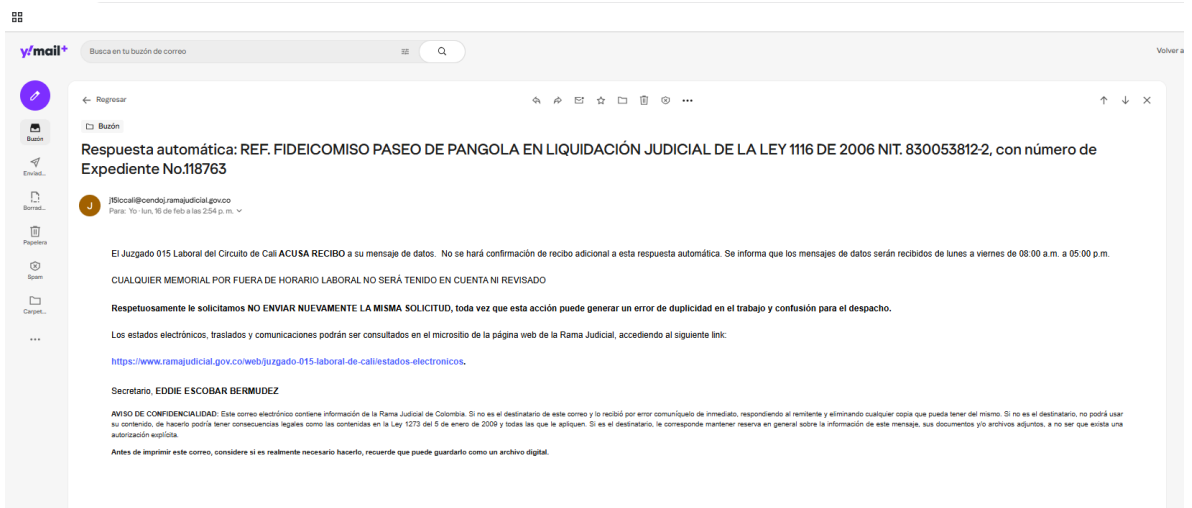 y!mail+
Busca en tu buzón de correo
Volver a
Regresar
Buzón
Buzón
Enviad...
Borrad...
Papelera
Spam
Carpet...
Respuesta automática: REF. FIDEICOMISO PASEO DE PANGOLA EN LIQUIDACIÓN JUDICIAL DE LA LEY 1116 DE 2006 NIT. 830053812-2, con número de
Expediente No.118763
J
j15lccali@cendoj.ramajudicial.gov.co
Para: Yo · lun, 16 de feb a las 2:54 p. m.
El Juzgado 015 Laboral del Circuito de Cali ACUSA RECIBO a su mensaje de datos. No se hará confirmación de recibo adicional a esta respuesta automática. Se informa que los mensajes de datos serán recibidos de lunes a viernes de 08:00 a.m. a 05:00 p.m.
CUALQUIER MEMORIAL POR FUERA DE HORARIO LABORAL NO SERÁ TENIDO EN CUENTA NI REVISADO
Respetuosamente le solicitamos NO ENVIAR NUEVAMENTE LA MISMA SOLICITUD, toda vez que esta acción puede generar un error de duplicidad en el trabajo y confusión para el despacho.
Los estados electrónicos, traslados y comunicaciones podrán ser consultados en el micrositio de la página web de la Rama Judicial, accediendo al siguiente link:
https://www.ramajudicial.gov.co/web/juzgado-015-laboral-de-cali/estados-electronicos.
Secretario, EDDIE ESCOBAR BERMUDEZ
AVISO DE CONFIDENCIALIDAD: Este correo electrónico contiene información de la Rama Judicial de Colombia. Si no es el destinatario de este correo y lo recibió por error comuníquelo de inmediato, respondiendo al remitente y eliminando cualquier copia que pueda tener del mismo. Si no es el destinatario, no podrá usar
su contenido, de hacerlo podría tener consecuencias legales como las contenidas en la Ley 1273 del 5 de enero de 2009 y todas las que le apliquen. Si es el destinatario, le corresponde mantener reserva en general sobre la información de este mensaje, sus documentos y/o archivos adjuntos, a no ser que exista una
autorización explícita.
Antes de imprimir este correo, considere si es realmente necesario hacerlo, recuerde que puede guardarlo como un archivo digital.